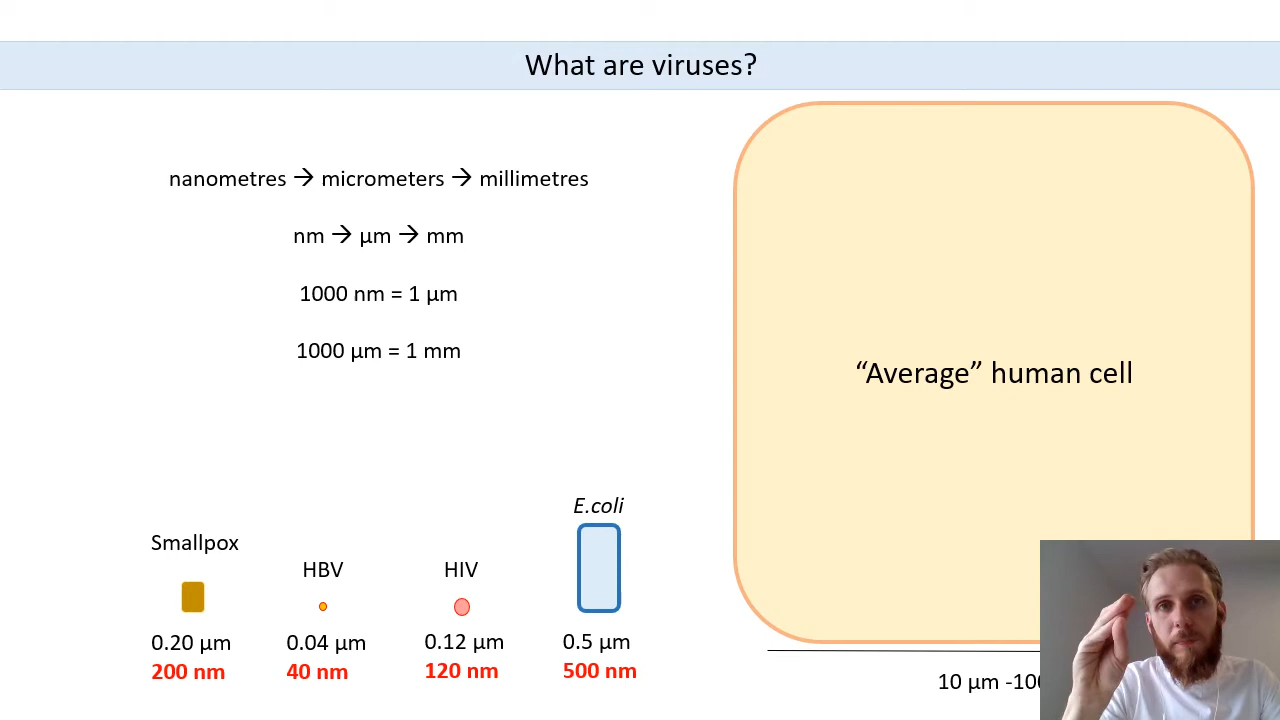 What are viruses?
nanometres → micrometers → millimetres
nm → µm → mm
1000 nm = 1 µm
1000 µm = 1 mm
"Average" human cell
E.coli
Smallpox
HBV
HIV
0.20 µm
0.04 µm
0.12 µm
0.5 µm
200 nm
40 nm
120 nm
500 nm
10 µm